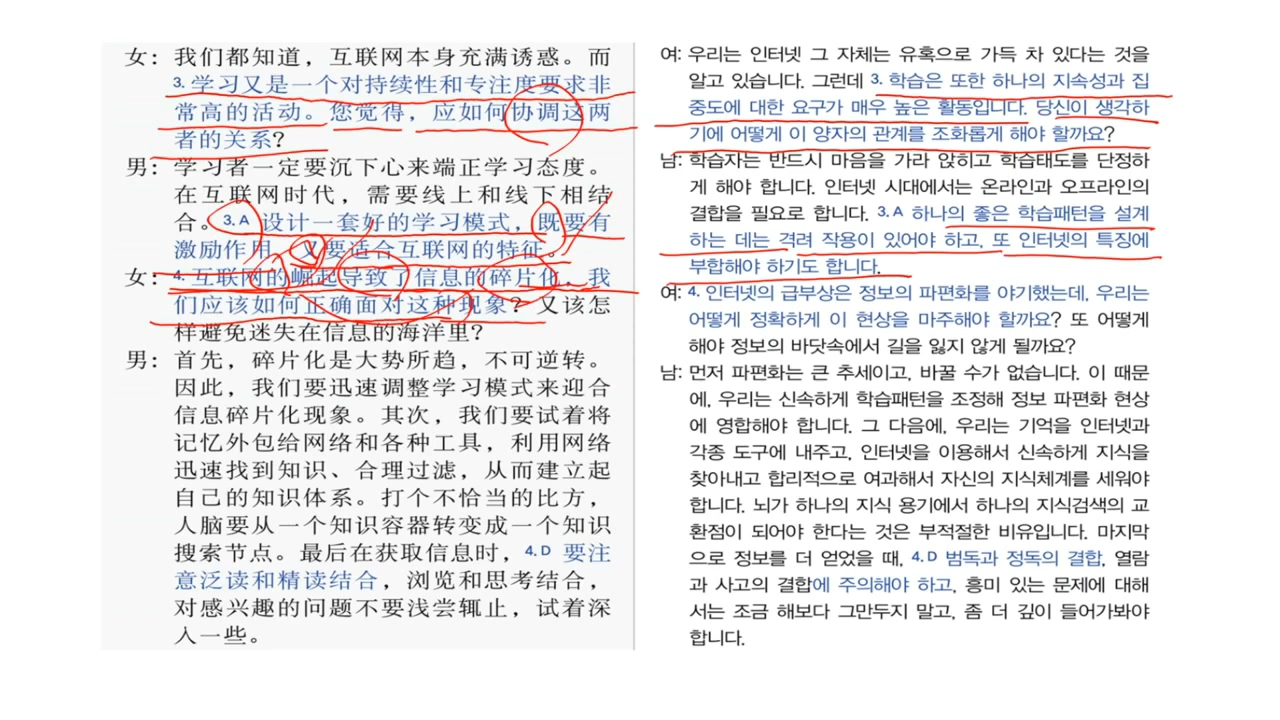 女：我们都知道，互联网本身充满诱惑。而
3. 学习又是一个对持续性和专注度要求非
常高的活动。您觉得，应如何协调这两
者的关系？
男：学习者一定要沉下心来端正学习态度。
在互联网时代，需要线上和线下相结
合。3. A 设计一套好的学习模式，既要有
激励作用，又要适合互联网的特征。
女：4. 互联网的崛起导致了信息的碎片化，我
们应该如何正确面对这种现象？又该怎
样避免迷失在信息的海洋里？
男：首先，碎片化是大势所趋，不可逆转。
因此，我们要迅速调整学习模式来迎合
信息碎片化现象。其次，我们要试着将
记忆外包给网络和各种工具，利用网络
迅速找到知识、合理过滤，从而建立起
自己的知识体系。打个不恰当的比方，
人脑要从一个知识容器转变成一个知识
搜索节点。最后在获取信息时，4. D 要注
意泛读和精读结合，浏览和思考结合，
对感兴趣的问题不要浅尝辄止，试着深
入一些。
여: 우리는 인터넷 그 자체는 유혹으로 가득 차 있다는 것을
알고 있습니다. 그런데 3. 학습은 또한 하나의 지속성과 집
중도에 대한 요구가 매우 높은 활동입니다. 당신이 생각하
기에 어떻게 이 양자의 관계를 조화롭게 해야 할까요?
남: 학습자는 반드시 마음을 가라 앉히고 학습태도를 단정하
게 해야 합니다. 인터넷 시대에서는 온라인과 오프라인의
결합을 필요로 합니다. 3. A 하나의 좋은 학습패턴을 설계
하는 데는 격려 작용이 있어야 하고, 또 인터넷의 특징에
부합해야 하기도 합니다.
여: 4. 인터넷의 급부상은 정보의 파편화를 야기했는데, 우리는
어떻게 정확하게 이 현상을 마주해야 할까요? 또 어떻게
해야 정보의 바닷속에서 길을 잃지 않게 될까요?
남: 먼저 파편화는 큰 추세이고, 바꿀 수가 없습니다. 이 때문
에, 우리는 신속하게 학습패턴을 조정해 정보 파편화 현상
에 영합해야 합니다. 그 다음에, 우리는 기억을 인터넷과
각종 도구에 내주고, 인터넷을 이용해서 신속하게 지식을
찾아내고 합리적으로 여과해서 자신의 지식체계를 세워야
합니다. 뇌가 하나의 지식 용기에서 하나의 지식검색의 교
환점이 되어야 한다는 것은 부적절한 비유입니다. 마지막
으로 정보를 더 얻었을 때, 4. D 범독과 정독의 결합, 열람
과 사고의 결합에 주의해야 하고, 흥미 있는 문제에 대해
서는 조금 해보다 그만두지 말고, 좀 더 깊이 들어가봐야
합니다.